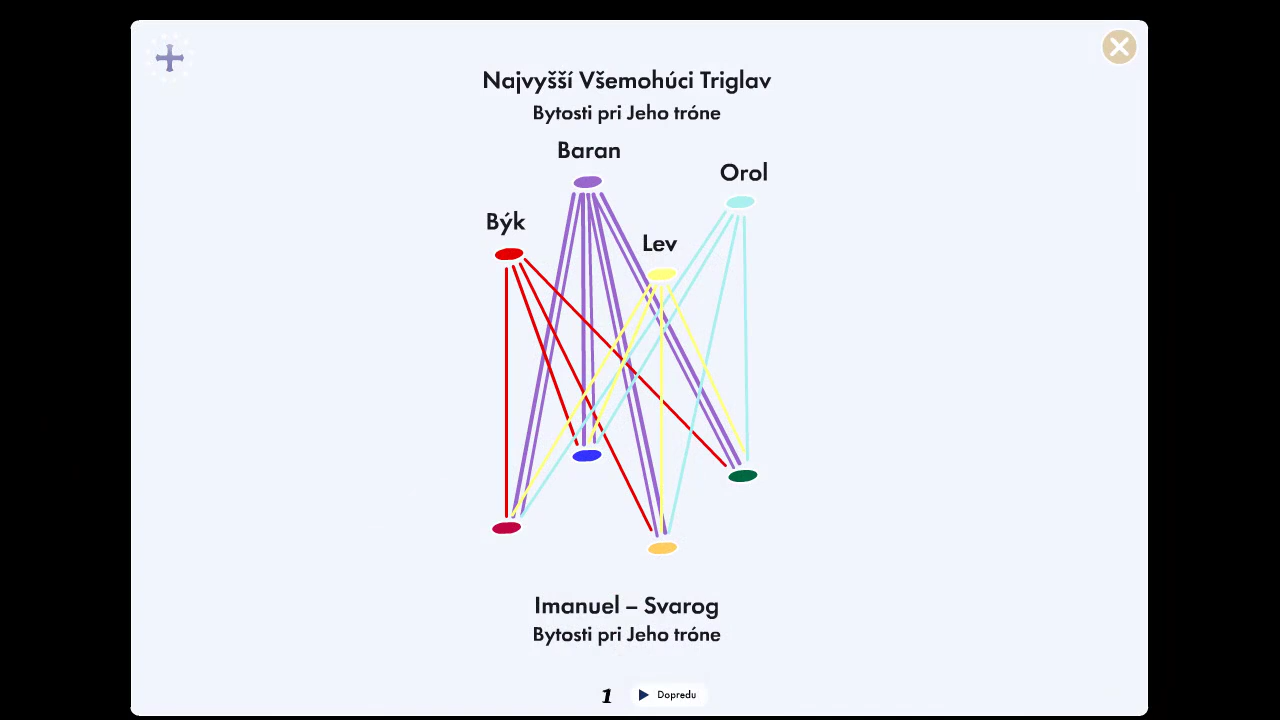 Najvyšší Všemohúci Triglav
Bytosti pri Jeho tróne
Baran
Orol
Býk
Lev
Imanuel – Svarog
Bytosti pri Jeho tróne
1
Dopredu